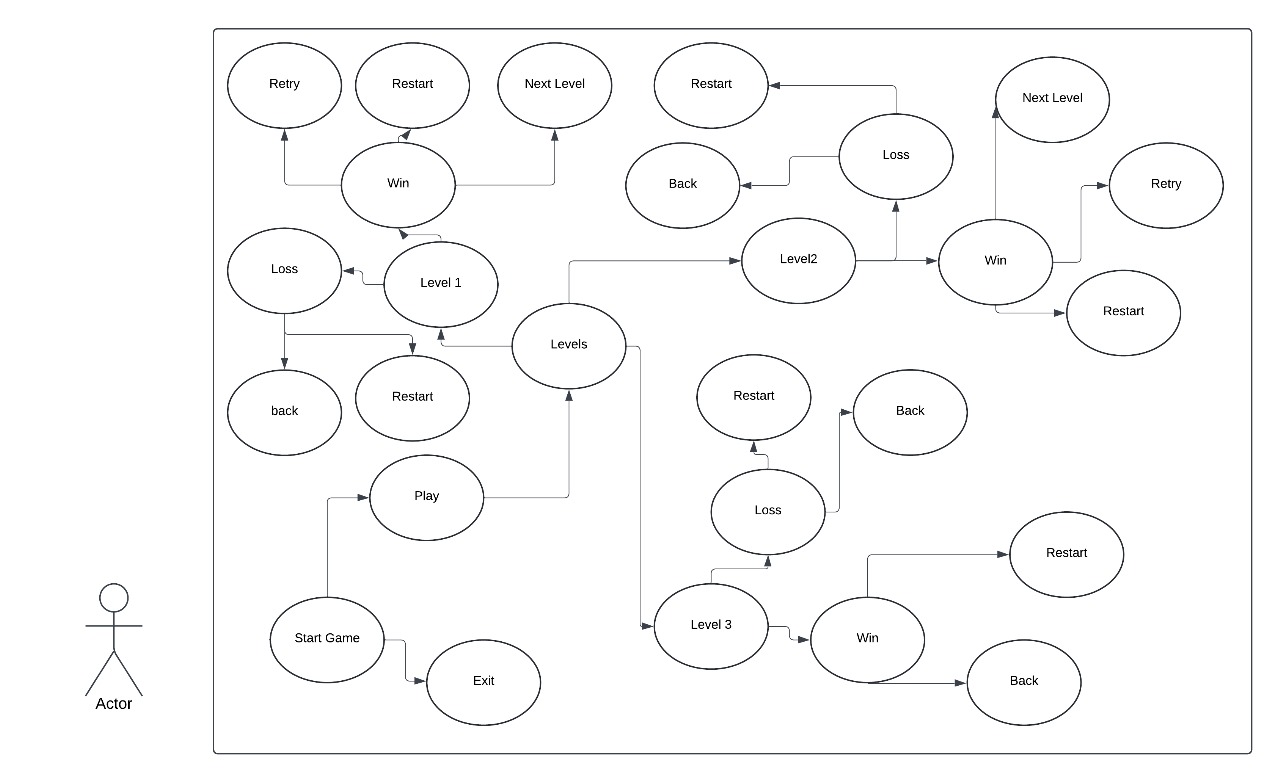 Retry
Restart
Next Level
Restart
Next Level
Loss
Back
Win
Retry
Level2
Win
Loss
Level 1
Restart
Levels
back
Restart
Restart
Back
Play
Loss
Restart
Start Game
Level 3
Win
Exit
Back
Actor